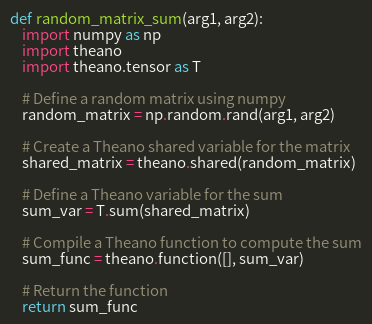 def random_matrix_sum(arg1, arg2):
    import numpy as np
    import theano
    import theano.tensor as T

    # Define a random matrix using numpy
    random_matrix = np.random.rand(arg1, arg2)

    # Create a Theano shared variable for the matrix
    shared_matrix = theano.shared(random_matrix)

    # Define a Theano variable for the sum
    sum_var = T.sum(shared_matrix)

    # Compile a Theano function to compute the sum
    sum_func = theano.function([], sum_var)

    # Return the function
    return sum_func